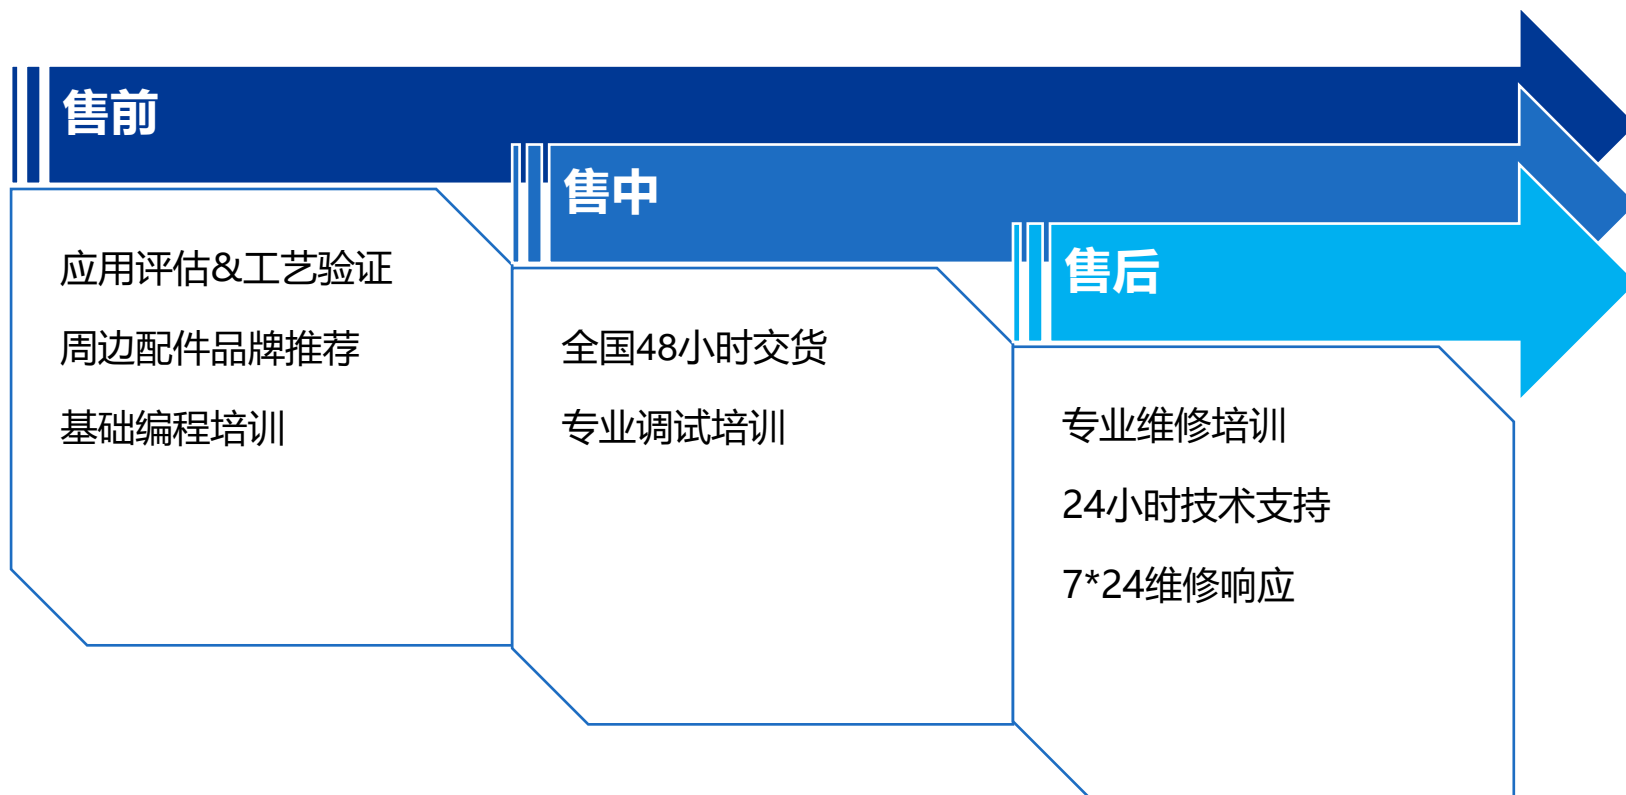 售前
应用评估&工艺验证
周边配件品牌推荐
基础编程培训
售中
全国48小时交货
专业调试培训
售后
专业维修培训
24小时技术支持
7*24维修响应